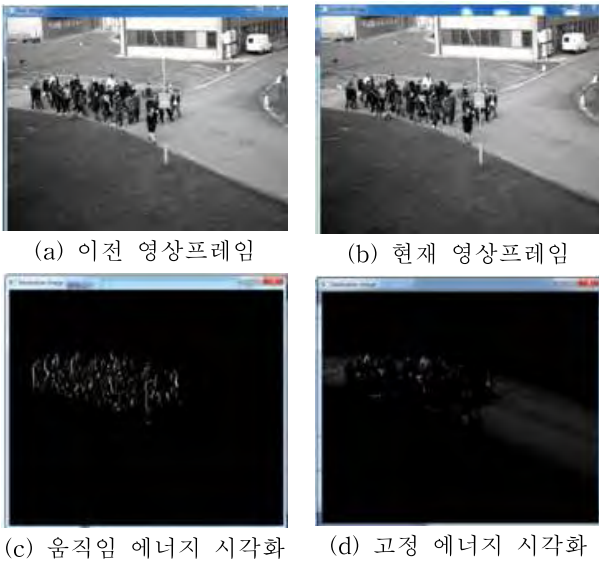 (a) 이전 영상프레임
(b) 현재 영상프레임
(c) 움직임 에너지 시각화
(d) 고정 에너지 시각화